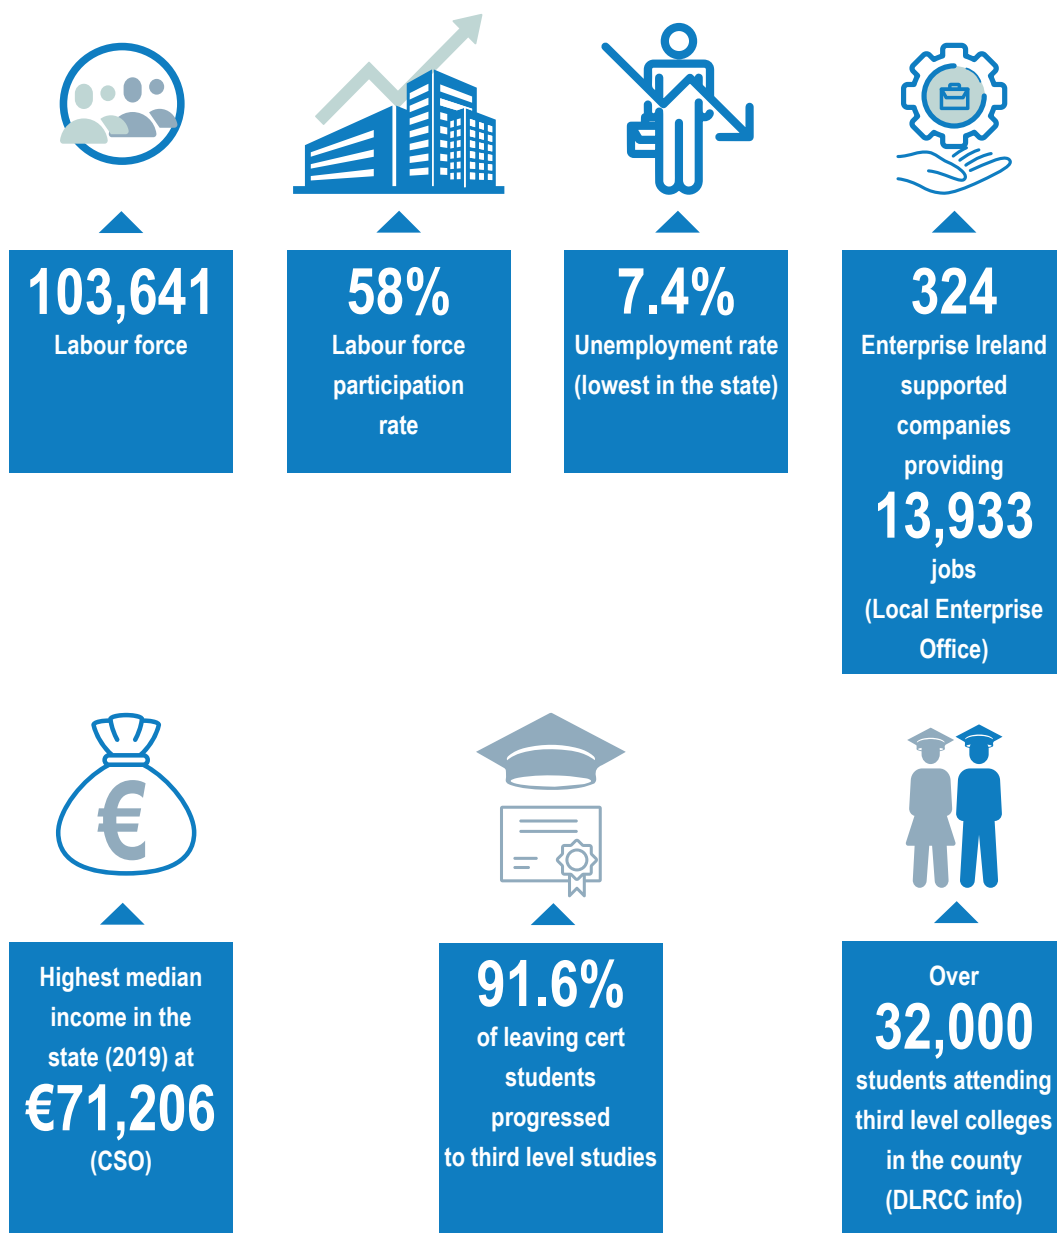 103,641
Labour force
58%
Labour force
participation
rate
7.4%
Unemployment rate
(lowest in the state)
324
Enterprise Ireland
supported
companies
providing
13,933
jobs
(Local Enterprise
Office)
€
Highest median
income in the
state (2019) at
€71,206
(CSO)
91.6%
of leaving cert
students
progressed
to third level studies
Over
32,000
students attending
third level colleges
in the county
(DLRCC info)